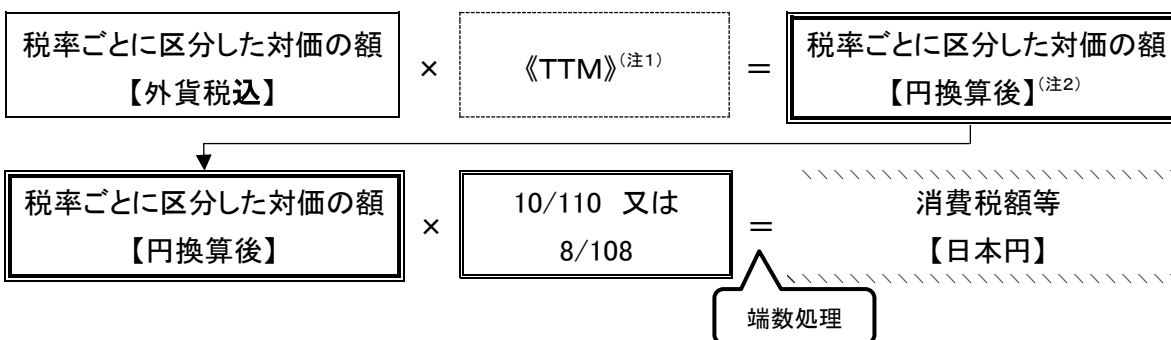 税率ごとに区分した対価の額 × 《TTM》(注1) ＝ 税率ごとに区分した対価の額
【外貨税込】 【円換算後】(注2)
税率ごとに区分した対価の額 × 10/110 又は ＝ 消費税額等
【円換算後】 8/108 【日本円】
端数処理